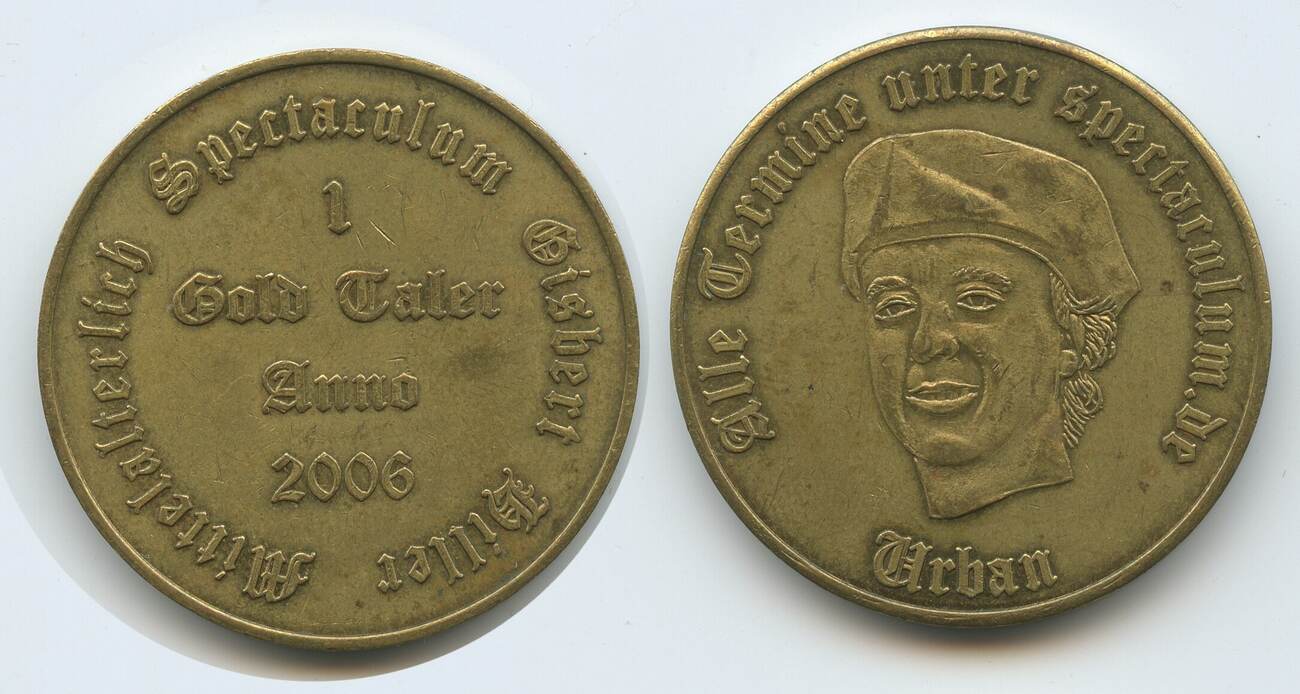 Mittelalterlich Spectaculum Gisbert Hiller
1
Gold Taler
Anno
2006
Alle Termine unter spectaculum.de
Urban